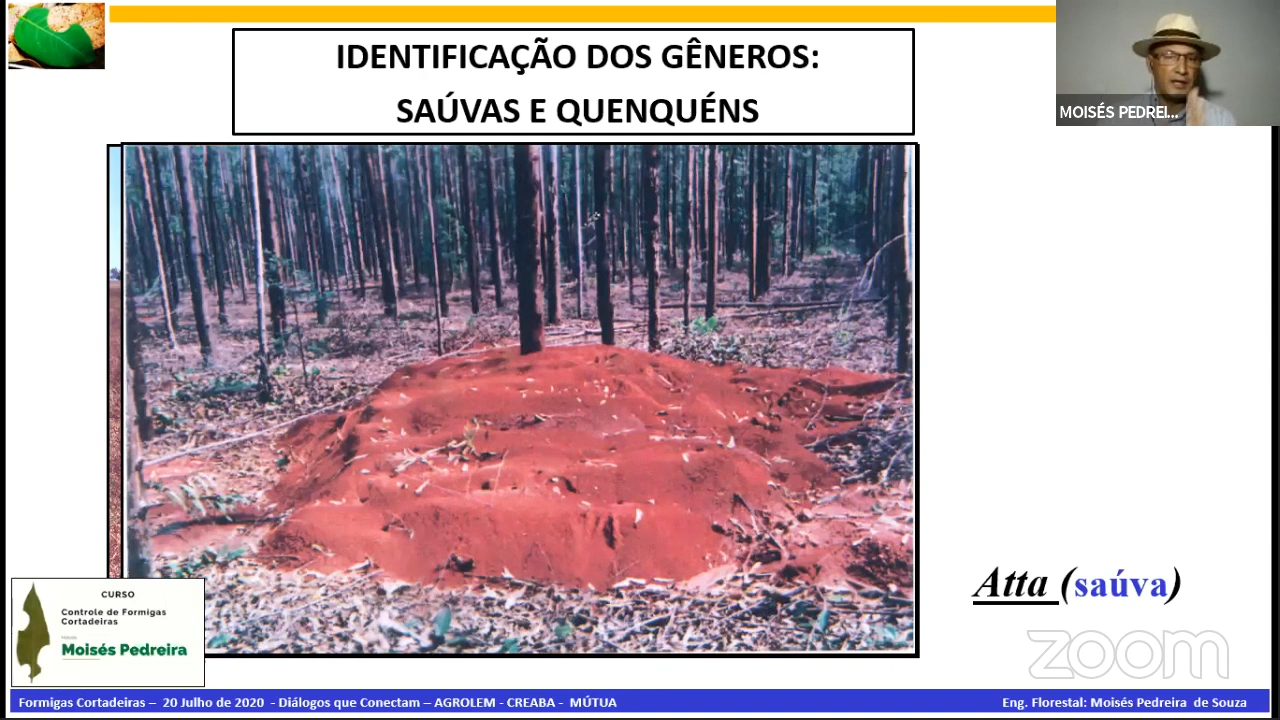 IDENTIFICAÇÃO DOS GÊNEROS:
SAÚVAS E QUENQUÉNS
MOISÉS PEDREI...
Atta (saúva)
CURSO
Controle de Formigas
Cortadeiras
Moisés Pedreira
zoom
Formigas Cortadeiras – 20 Julho de 2020 - Diálogos que Conectam – AGROLEM - CREABA - MÚTUA
Eng. Florestal: Moisés Pedreira de Souza